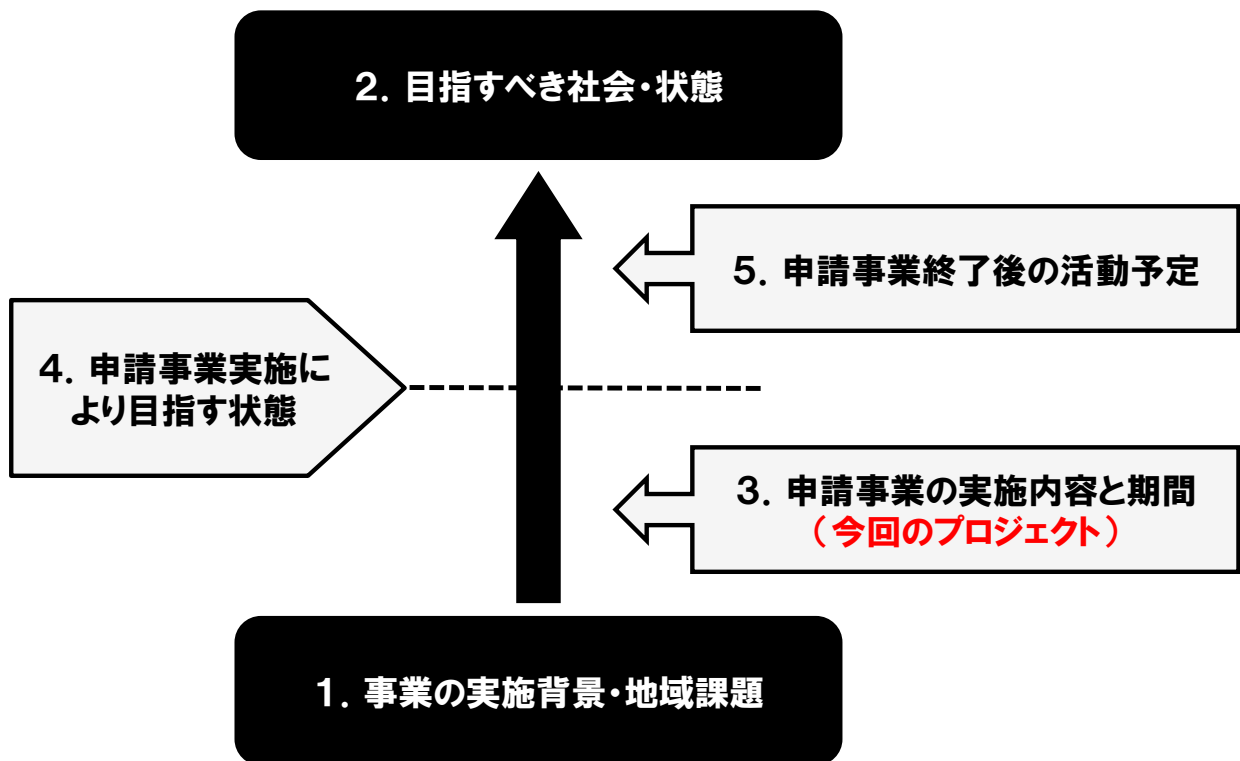 2．目指すべき社会・状態
5．申請事業終了後の活動予定
4．申請事業実施に
より目指す状態
3．申請事業の実施内容と期間
（今回のプロジェクト）
1．事業の実施背景・地域課題